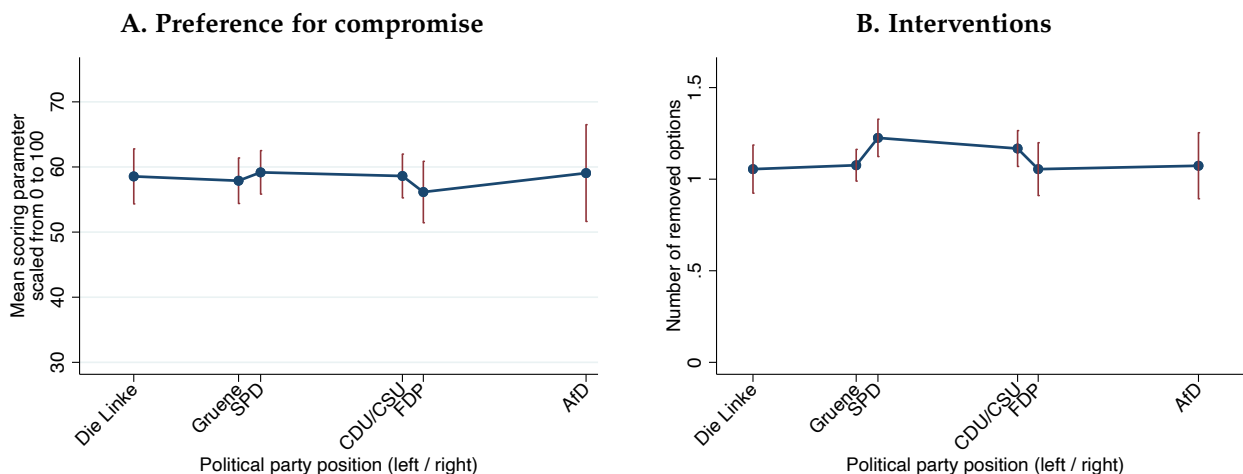 A. Preference for compromise
Mean scoring parameter
scaled from 0 to 100
70
60
50
40
30
Die Linke
Gruene
SPD
CDU/CSU
FDP
AfD
Political party position (left / right)
B. Interventions
Number of removed options
1.5
1
.5
0
Die Linke
Gruene
SPD
CDU/CSU
FDP
AfD
Political party position (left / right)